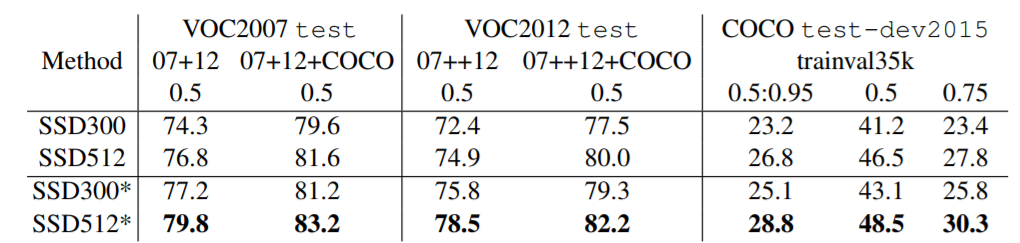 VOC2007 test VOC2012 test COCO test-dev2015
Method 07+12 07+12+COCO 07++12 07++12+COCO trainval35k
0.5 0.5 0.5 0.5 0.5:0.95 0.5 0.75
SSD300 74.3 79.6 72.4 77.5 23.2 41.2 23.4
SSD512 76.8 81.6 74.9 80.0 26.8 46.5 27.8
SSD300* 77.2 81.2 75.8 79.3 25.1 43.1 25.8
SSD512* 79.8 83.2 78.5 82.2 28.8 48.5 30.3